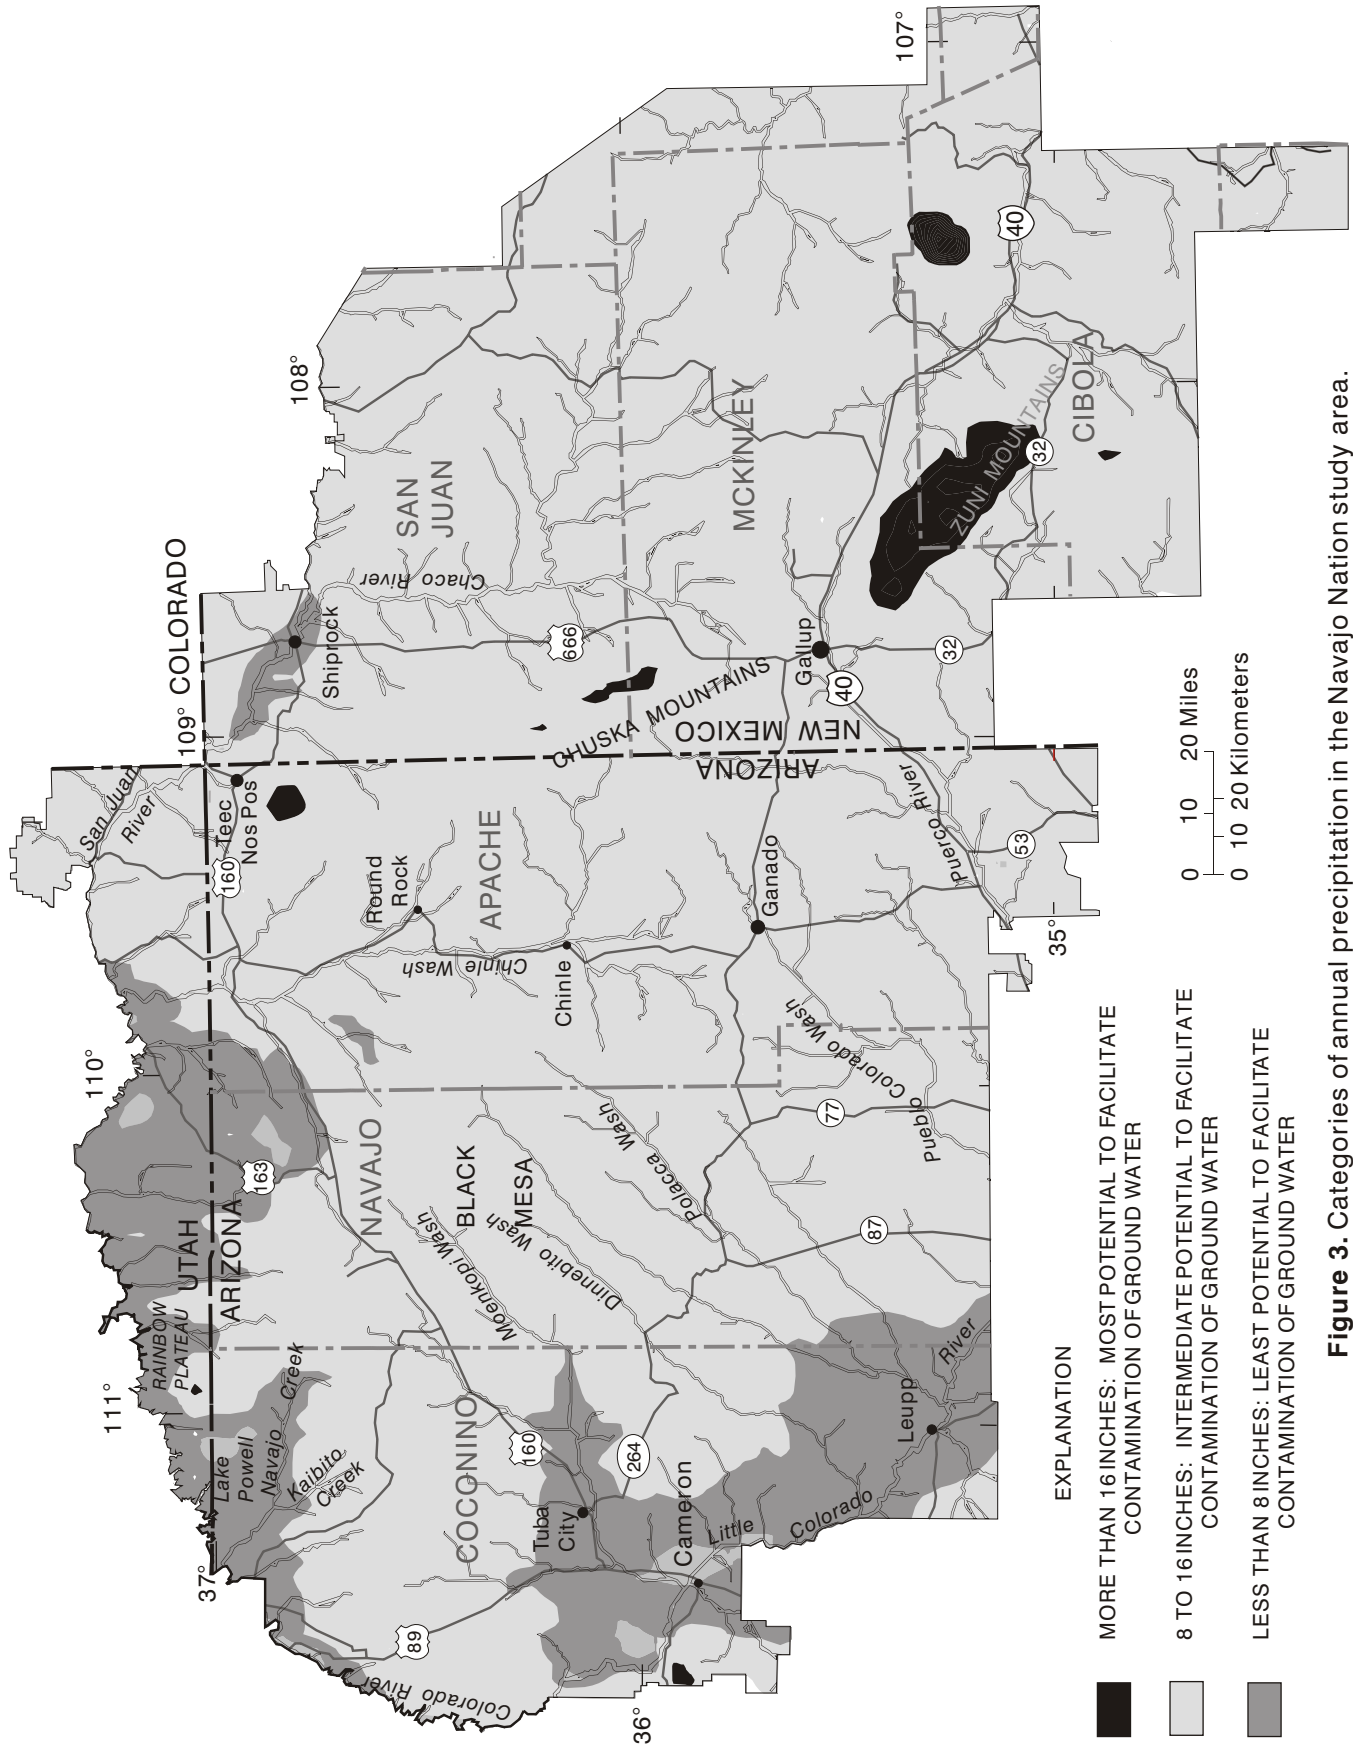 37°
111°
110°
109°
108°
107°
36°
35°
COLORADO
UTAH
ARIZONA
ARIZONA
NEW MEXICO
RAINBOW
PLATEAU
Lake
Powell
Navajo
Creek
Kaibito
Creek
Colorado River
San Juan
River
Teec
Nos Pos
Shiprock
Round
Rock
Chinle Wash
Chinle
Chaco River
SAN
JUAN
APACHE
NAVAJO
COCONINO
MCKINLEY
CIBOLA
BLACK
MESA
Moenkopi Wash
Dinnebito Wash
Polacca Wash
Pueblo Colorado Wash
CHUSKA MOUNTAINS
ZUNI MOUNTAINS
Tuba
City
Cameron
Little Colorado River
Leupp
Ganado
Gallup
Puerco River
89
160
163
160
264
87
77
666
40
40
32
32
53
0 10 20 Miles
0 10 20 Kilometers
EXPLANATION
MORE THAN 16 INCHES: MOST POTENTIAL TO FACILITATE
CONTAMINATION OF GROUND WATER
8 TO 16 INCHES: INTERMEDIATE POTENTIAL TO FACILITATE
CONTAMINATION OF GROUND WATER
LESS THAN 8 INCHES: LEAST POTENTIAL TO FACILITATE
CONTAMINATION OF GROUND WATER
Figure 3. Categories of annual precipitation in the Navajo Nation study area.